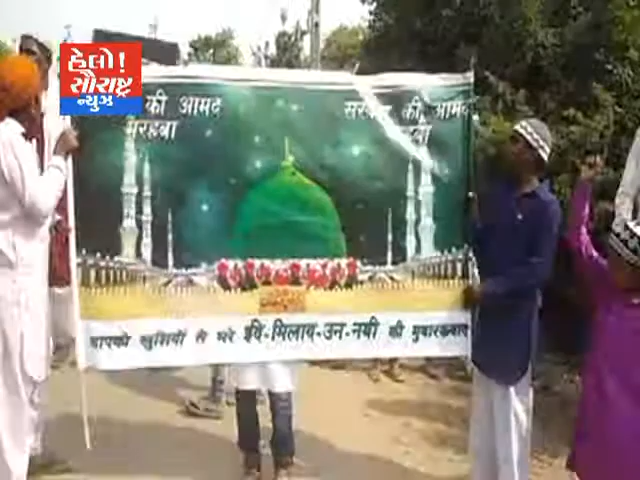 હેલો!
સૌરાષ્ટ્ર
ન્યુઝ
की आमद
मरहबा
सरकार की आमद
आपको खुशियों से भरे ईद-मिलाद-उन-नबी की मुबारकबाद